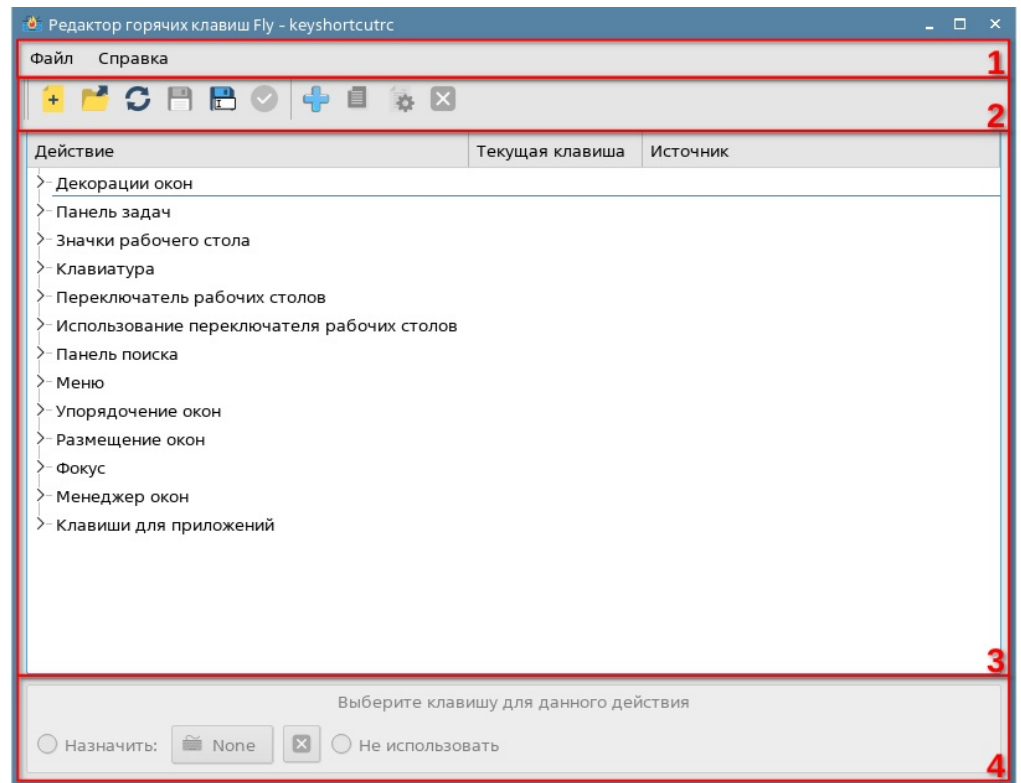 Редактор горячих клавиш Fly - keyshortcutrc
Файл Справка
1
2
Действие Текущая клавиша Источник
Декорации окон
Панель задач
Значки рабочего стола
Клавиатура
Переключатель рабочих столов
Использование переключателя рабочих столов
Панель поиска
Меню
Упорядочение окон
Размещение окон
Фокус
Менеджер окон
Клавиши для приложений
3
Выберите клавишу для данного действия
Назначить: None Не использовать
4